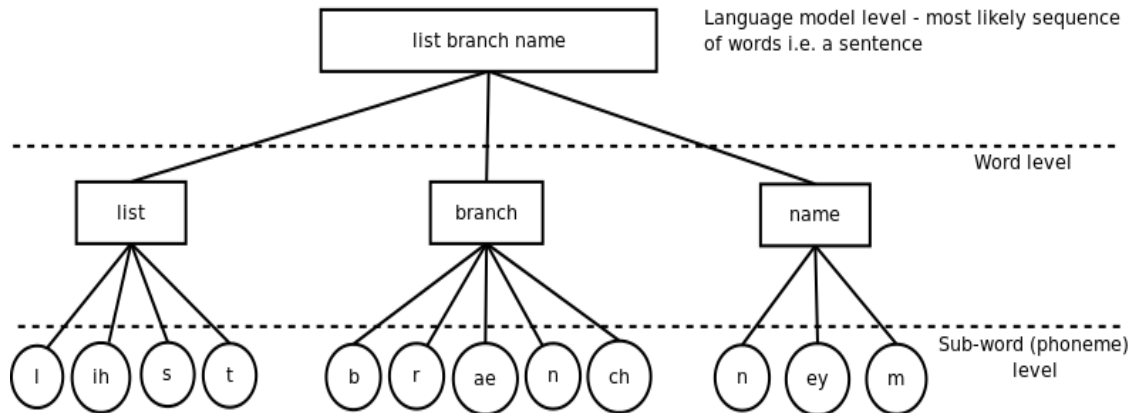 list branch name
Language model level - most likely sequence
of words i.e. a sentence
Word level
list
branch
name
Sub-word (phoneme)
level
l
ih
s
t
b
r
ae
n
ch
n
ey
m